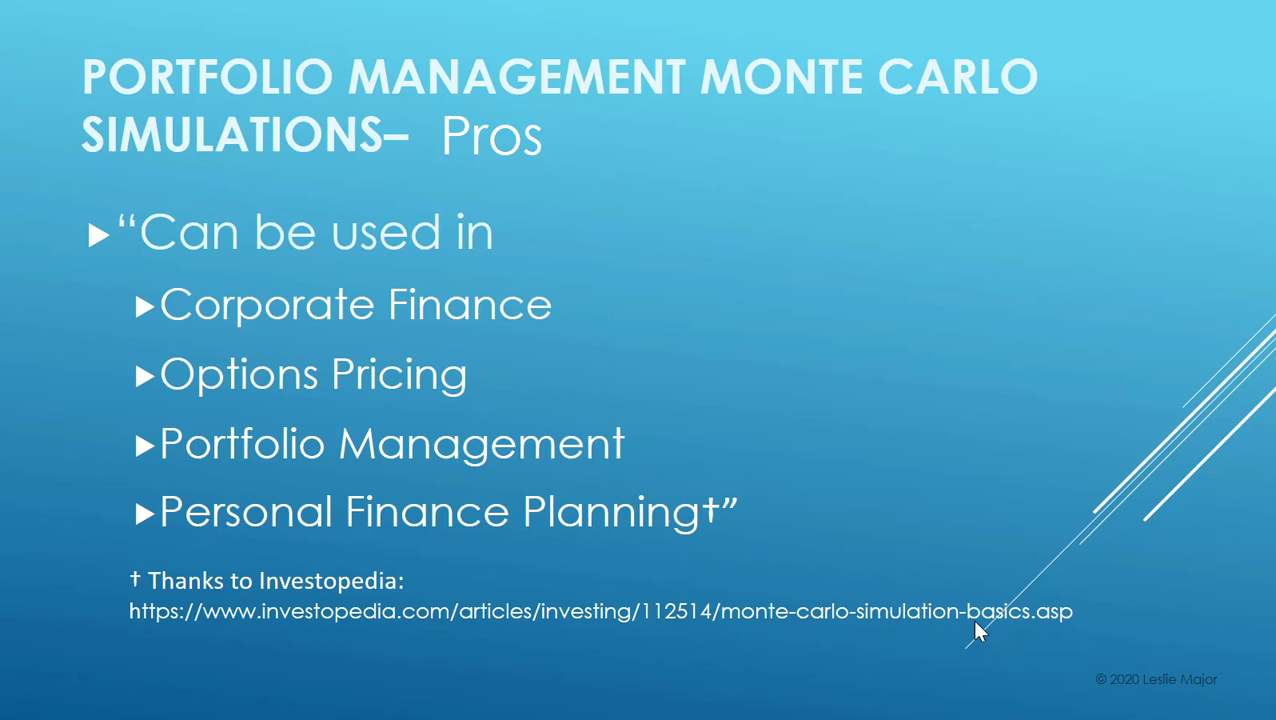 PORTFOLIO MANAGEMENT MONTE CARLO
SIMULATIONS– Pros
“Can be used in
Corporate Finance
Options Pricing
Portfolio Management
Personal Finance Planning†”
† Thanks to Investopedia:
https://www.investopedia.com/articles/investing/112514/monte-carlo-simulation-basics.asp
© 2020 Leslie Major